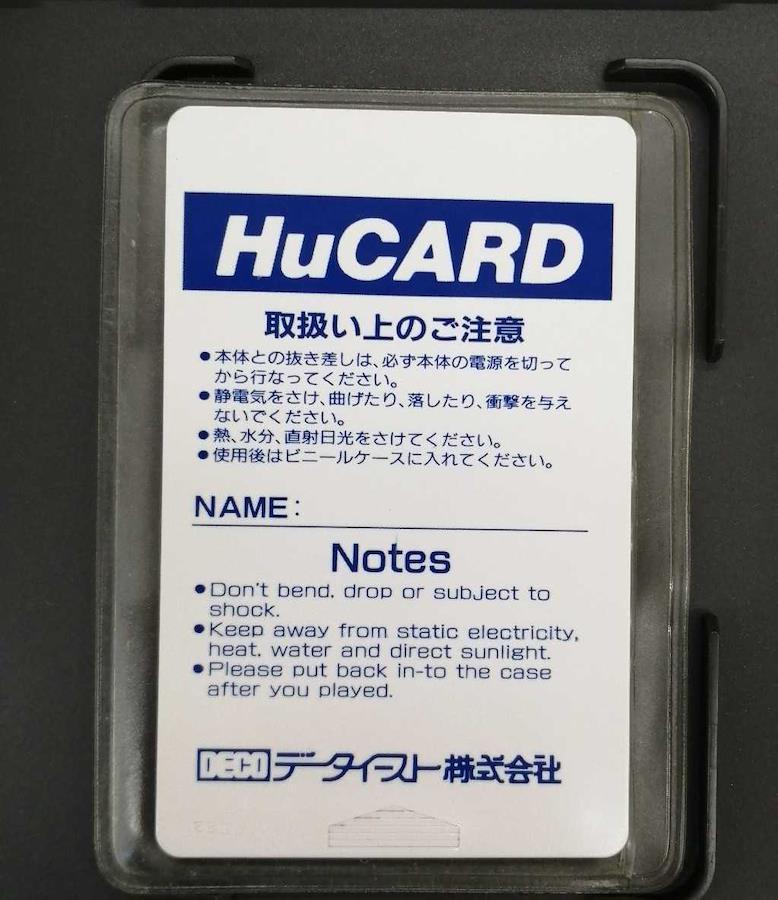 HuCARD
取扱い上のご注意
●本体との抜き差しは、必ず本体の電源を切って
から行なってください。
●静電気をさけ、曲げたり、落したり、衝撃を与え
ないでください。
●熱、水分、直射日光をさけてください。
●使用後はビニールケースに入れてください。
NAME:
Notes
●Don't bend, drop or subject to
shock.
●Keep away from static electricity,
heat, water and direct sunlight.
●Please put back in-to the case
after you played.
DECO データイースト株式会社